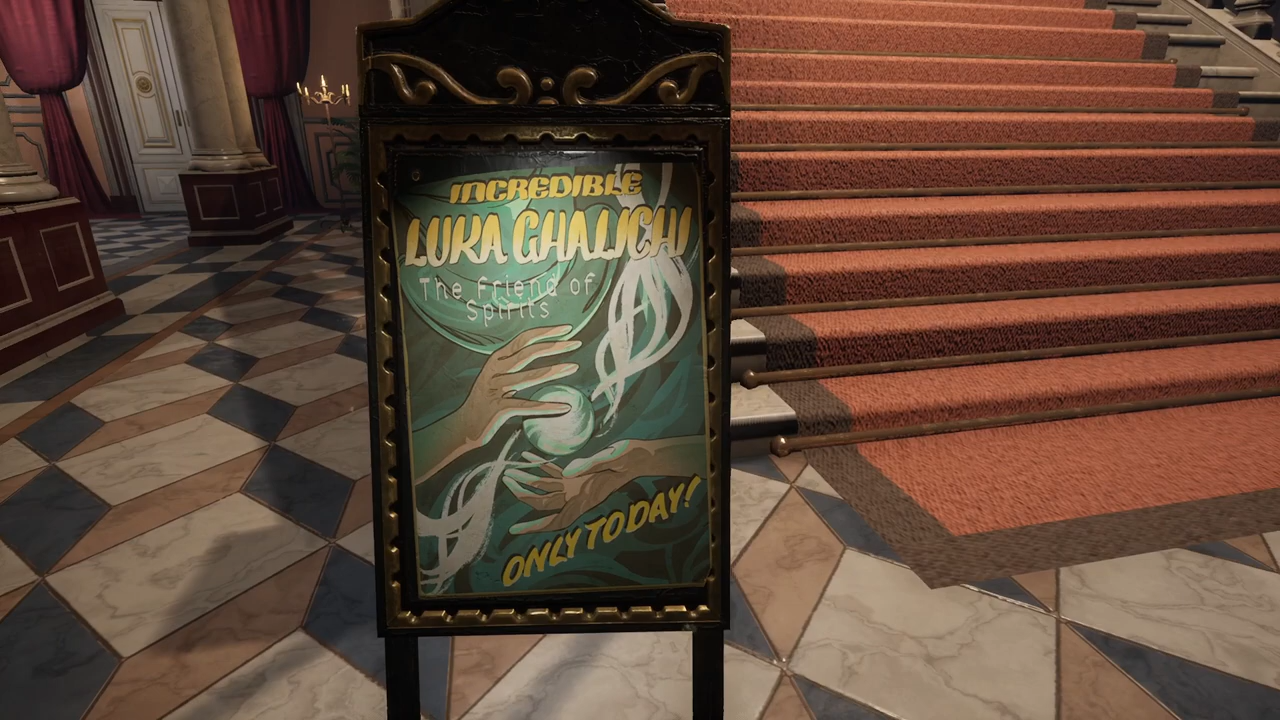 INCREDIBLE
LUKA GHALICHI
The Friend of
Spirits
ONLY TODAY!